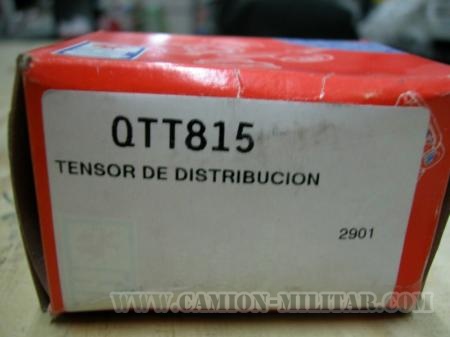 QTT815
TENSOR DE DISTRIBUCION
2901
WWW.CAMION-MILITAR.COM